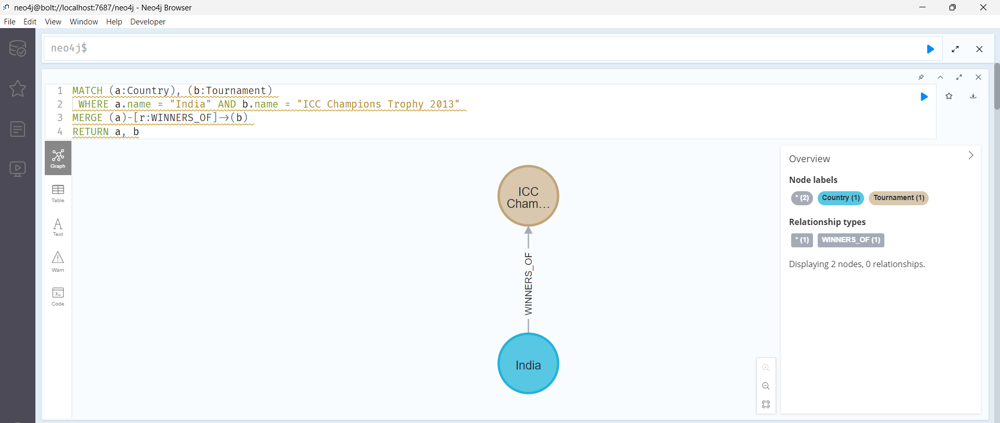 neo4j@bolt://localhost:7687/neo4j - Neo4j Browser
File Edit View Window Help Developer
neo4j$
1 MATCH (a:Country), (b:Tournament)
2 WHERE a.name = "India" AND b.name = "ICC Champions Trophy 2013"
3 MERGE (a)-[r:WINNERS_OF]->(b)
4 RETURN a, b
Graph
Table
Text
Warn
Code
ICC
Cham...
WINNERS_OF
India
Overview
Node labels
* (2) Country (1) Tournament (1)
Relationship types
* (1) WINNERS_OF (1)
Displaying 2 nodes, 0 relationships.